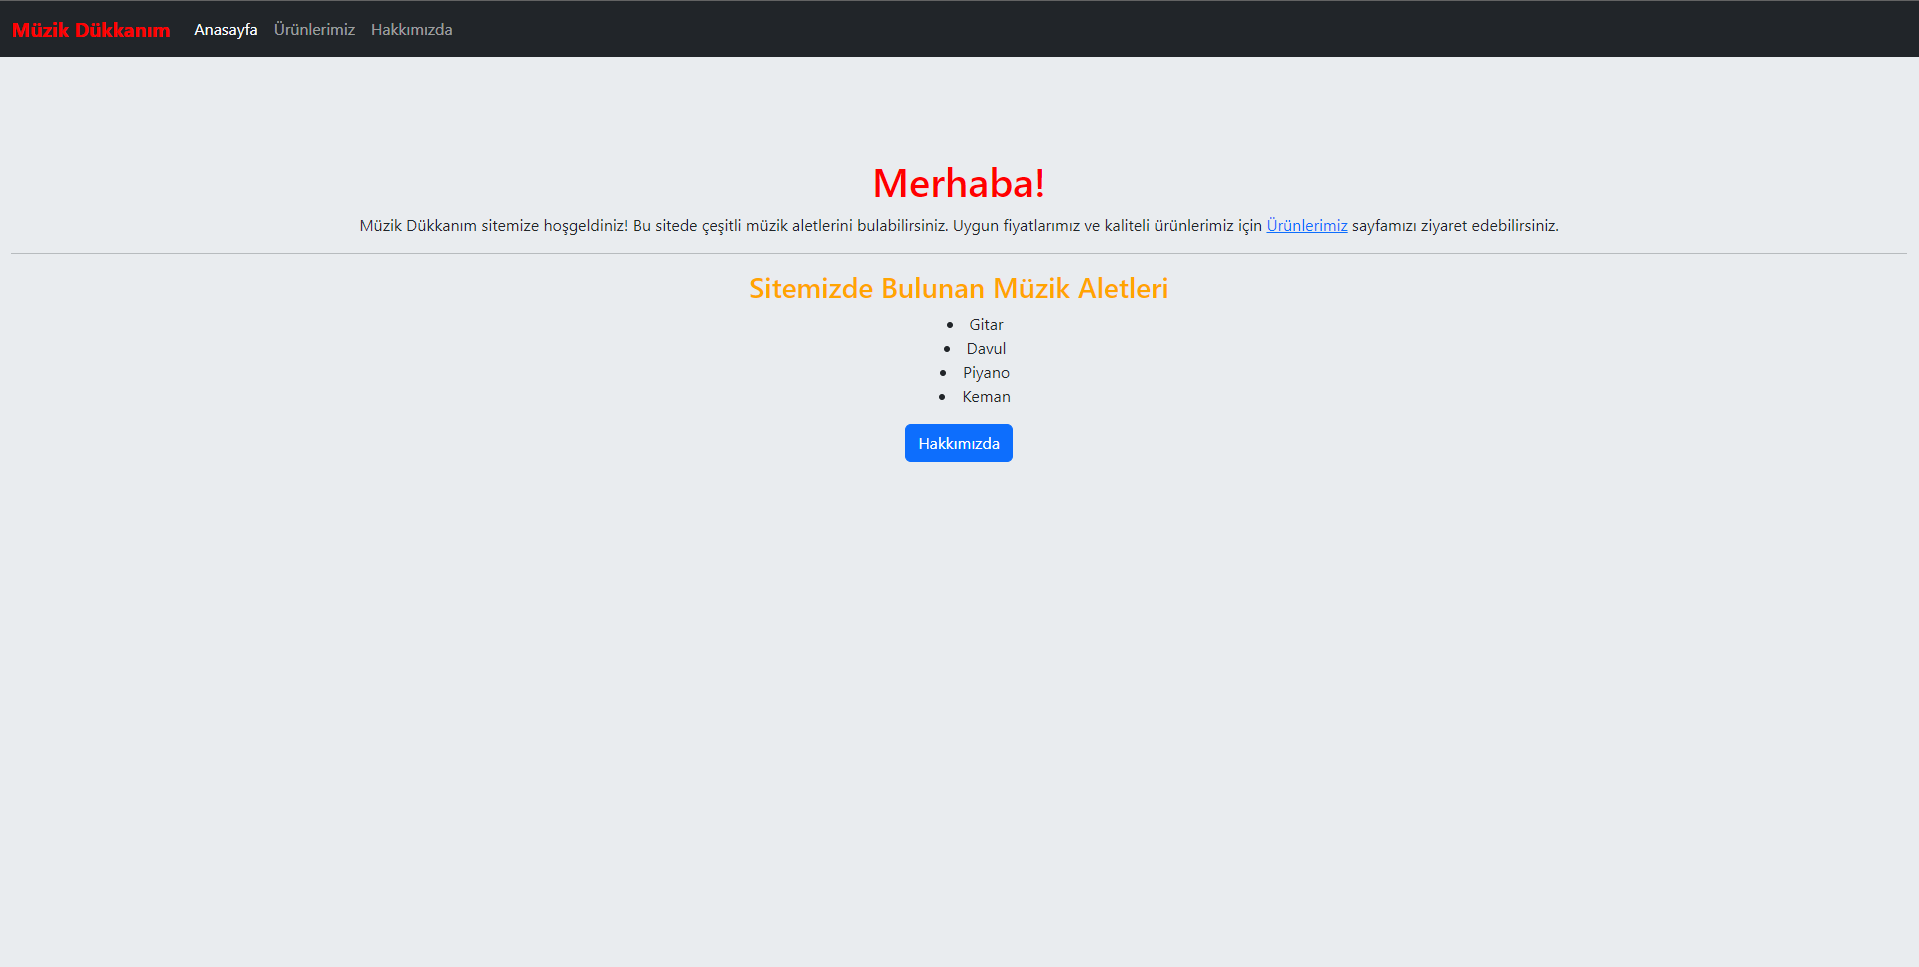 Müzik Dükkanım Anasayfa Ürünlerimiz Hakkımızda
Merhaba!
Müzik Dükkanım sitemize hoşgeldiniz! Bu sitede çeşitli müzik aletlerini bulabilirsiniz. Uygun fiyatlarımız ve kaliteli ürünlerimiz için Ürünlerimiz sayfamızı ziyaret edebilirsiniz.
Sitemizde Bulunan Müzik Aletleri
• Gitar
• Davul
• Piyano
• Keman
Hakkımızda